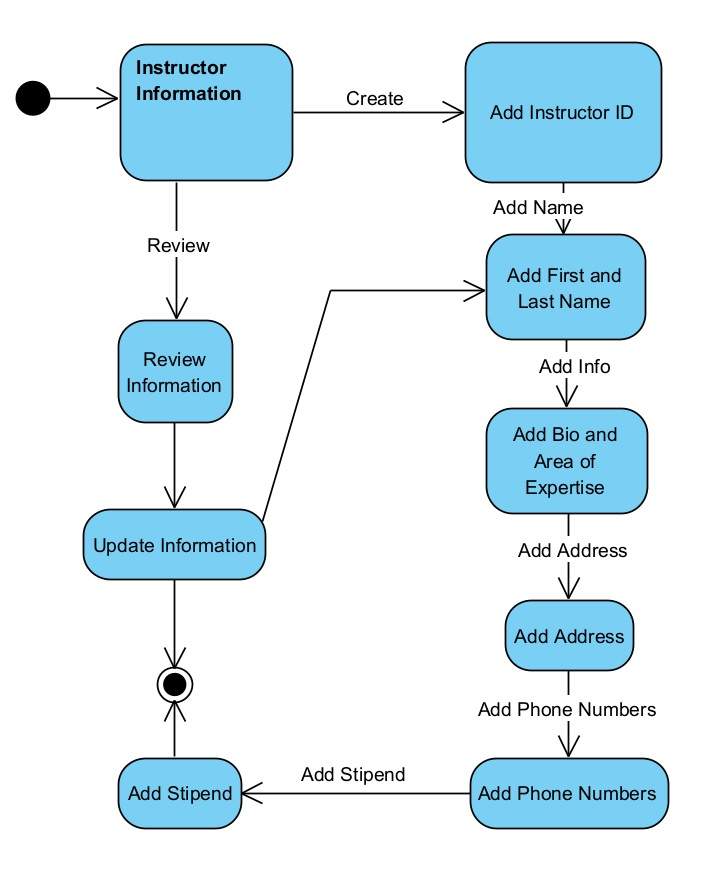 Instructor
Information
Create
Add Instructor ID
Add Name
Review
Add First and
Last Name
Review
Information
Add Info
Add Bio and
Area of
Expertise
Update Information
Add Address
Add Address
Add Phone Numbers
Add Stipend
Add Stipend
Add Phone Numbers